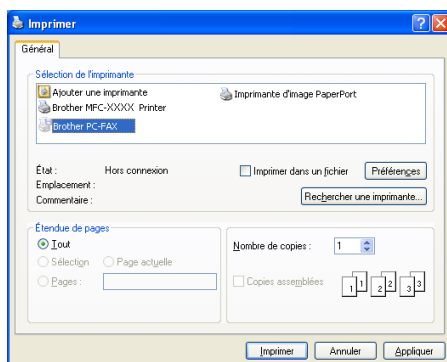 Imprimer
Général
Sélection de l'imprimante
Ajouter une imprimante
Imprimante d'image PaperPort
Brother MFC-XXXX Printer
Brother PC-FAX
État : Hors connexion
Imprimer dans un fichier
Préférences
Emplacement :
Commentaire :
Rechercher une imprimante...
Étendue de pages
Tout
Sélection
Page actuelle
Pages :
Nombre de copies : 1
Copies assemblées
1 1 2 2 3 3
Imprimer
Annuler
Appliquer